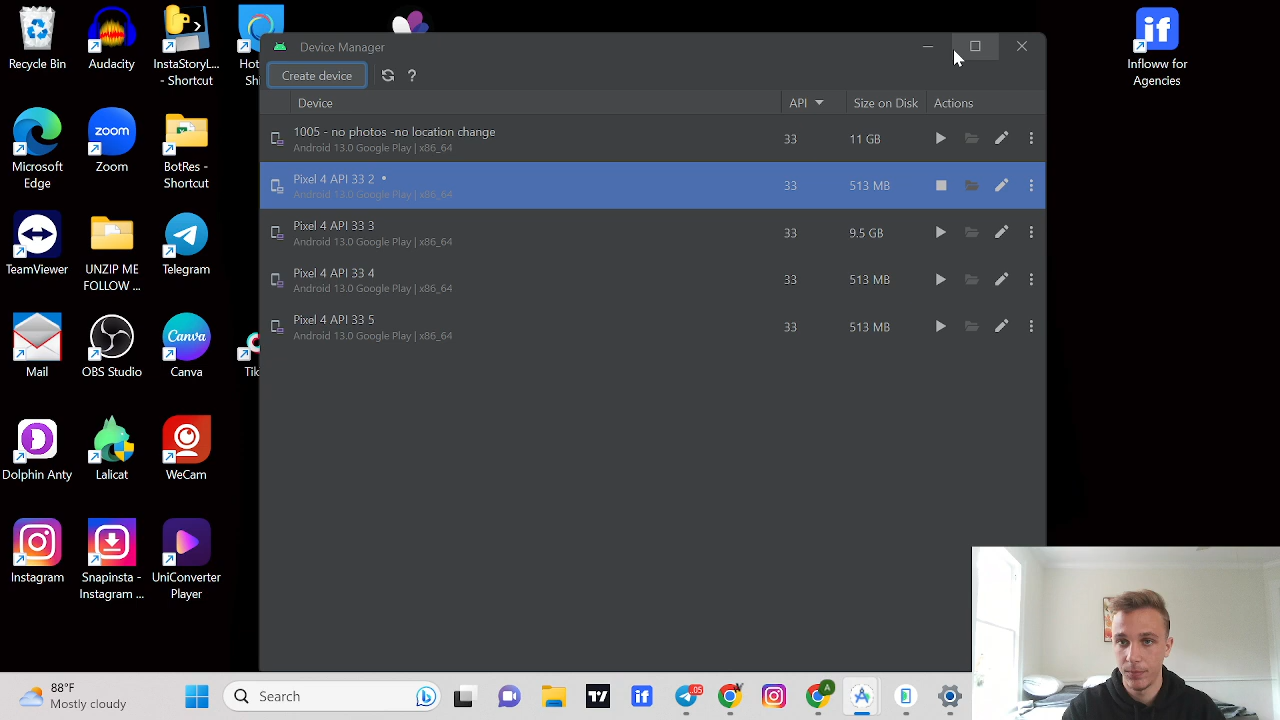 Recycle Bin
Audacity
InstaStoryL...
- Shortcut
Hot
Shi
Microsoft
Edge
Zoom
BotRes -
Shortcut
TeamViewer
UNZIP ME
FOLLOW ...
Telegram
Mail
OBS Studio
Canva
Tik
Dolphin Anty
Lalicat
WeCam
Instagram
Snapinsta -
Instagram ...
UniConverter
Player
zoom
Canva
if
Infloww for
Agencies
Device Manager
Create device
?
Device
API
Size on Disk
Actions
1005 - no photos -no location change
Android 13.0 Google Play | x86_64
33
11 GB
Pixel 4 API 33 2
Android 13.0 Google Play | x86_64
33
513 MB
Pixel 4 API 33 3
Android 13.0 Google Play | x86_64
33
9.5 GB
Pixel 4 API 33 4
Android 13.0 Google Play | x86_64
33
513 MB
Pixel 4 API 33 5
Android 13.0 Google Play | x86_64
33
513 MB
88°F
Mostly cloudy
Search
if
.05
A